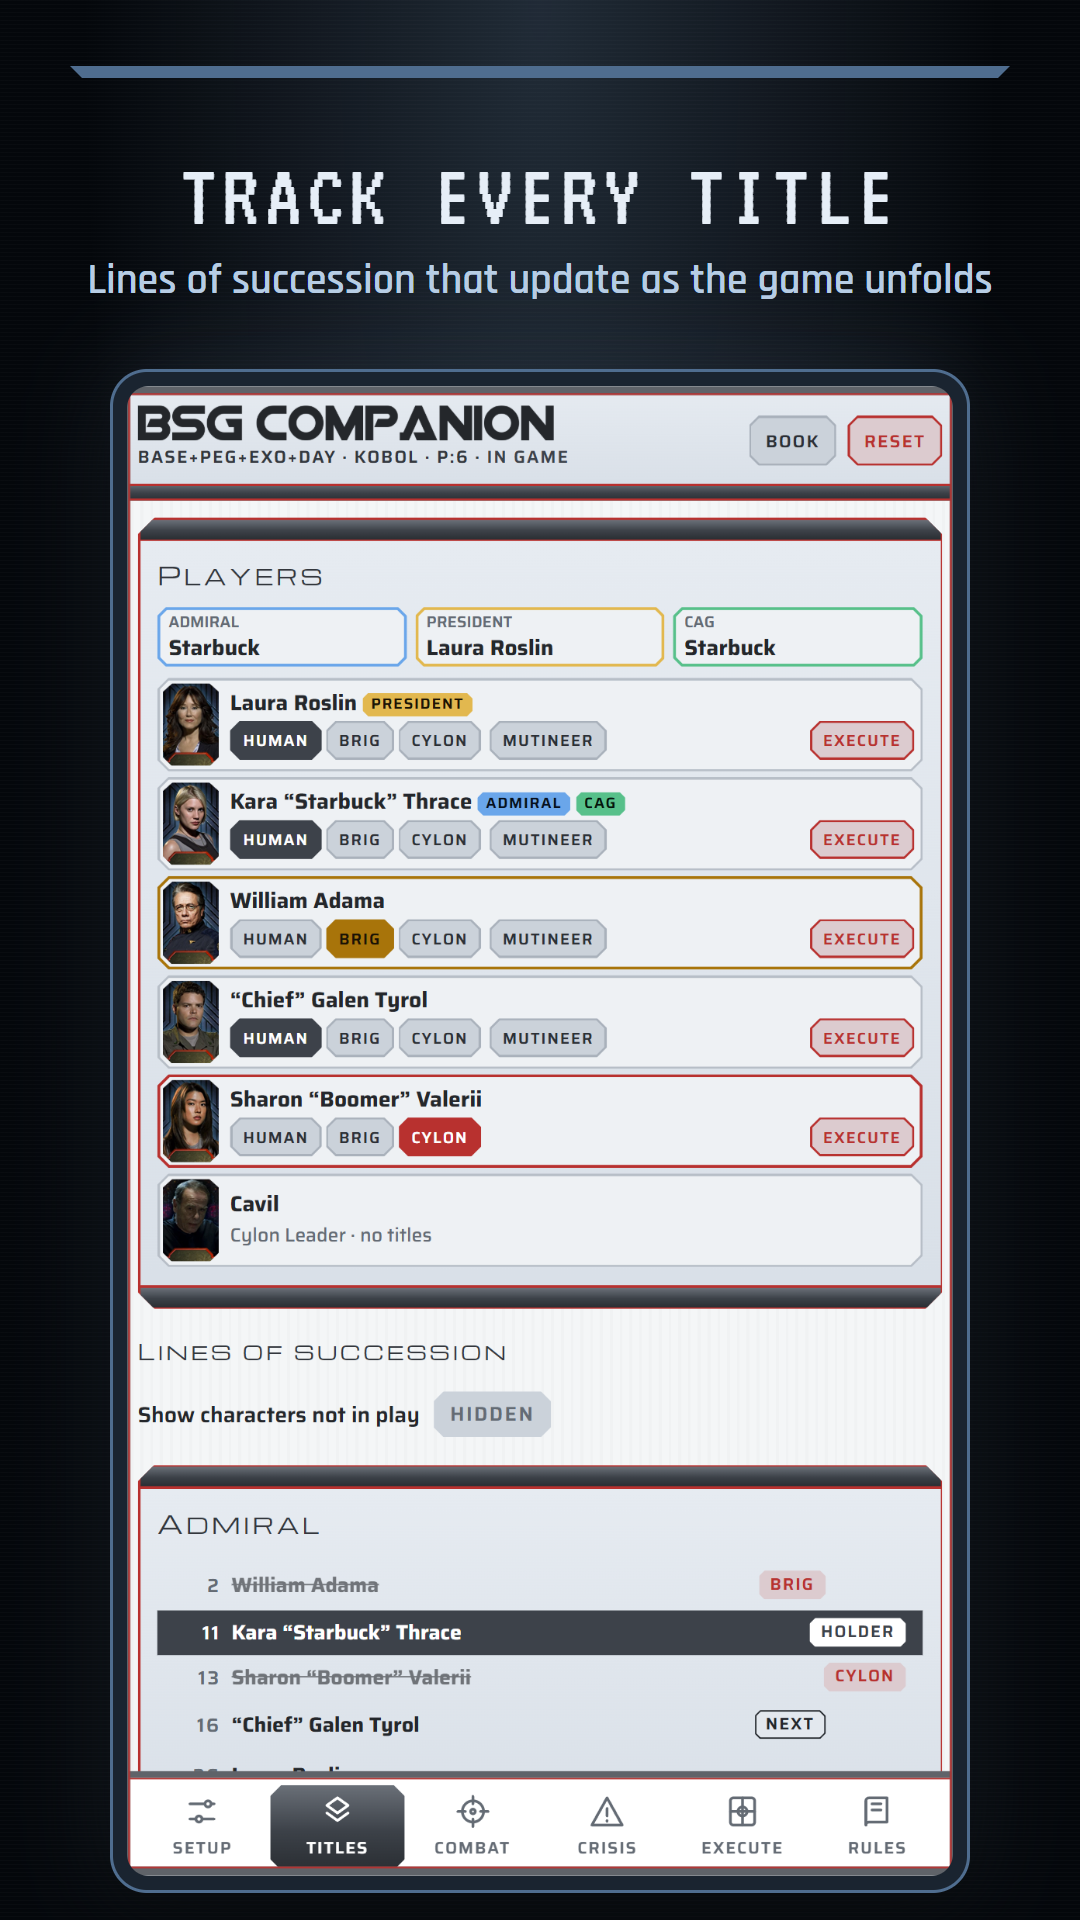 TRACK EVERY TITLE
Lines of succession that update as the game unfolds
BSG COMPANION
BASE+PEG+EXO+DAY · KOBOL · P:6 · IN GAME
BOOK
RESET
PLAYERS
ADMIRAL
Starbuck
PRESIDENT
Laura Roslin
CAG
Starbuck
Laura Roslin PRESIDENT
HUMAN BRIG CYLON MUTINEER EXECUTE
Kara “Starbuck” Thrace ADMIRAL CAG
HUMAN BRIG CYLON MUTINEER EXECUTE
William Adama
HUMAN BRIG CYLON MUTINEER EXECUTE
“Chief” Galen Tyrol
HUMAN BRIG CYLON MUTINEER EXECUTE
Sharon “Boomer” Valerii
HUMAN BRIG CYLON EXECUTE
Cavil
Cylon Leader · no titles
LINES OF SUCCESSION
Show characters not in play HIDDEN
ADMIRAL
2 William Adama BRIG
11 Kara “Starbuck” Thrace HOLDER
13 Sharon “Boomer” Valerii CYLON
16 “Chief” Galen Tyrol NEXT
SETUP TITLES COMBAT CRISIS EXECUTE RULES